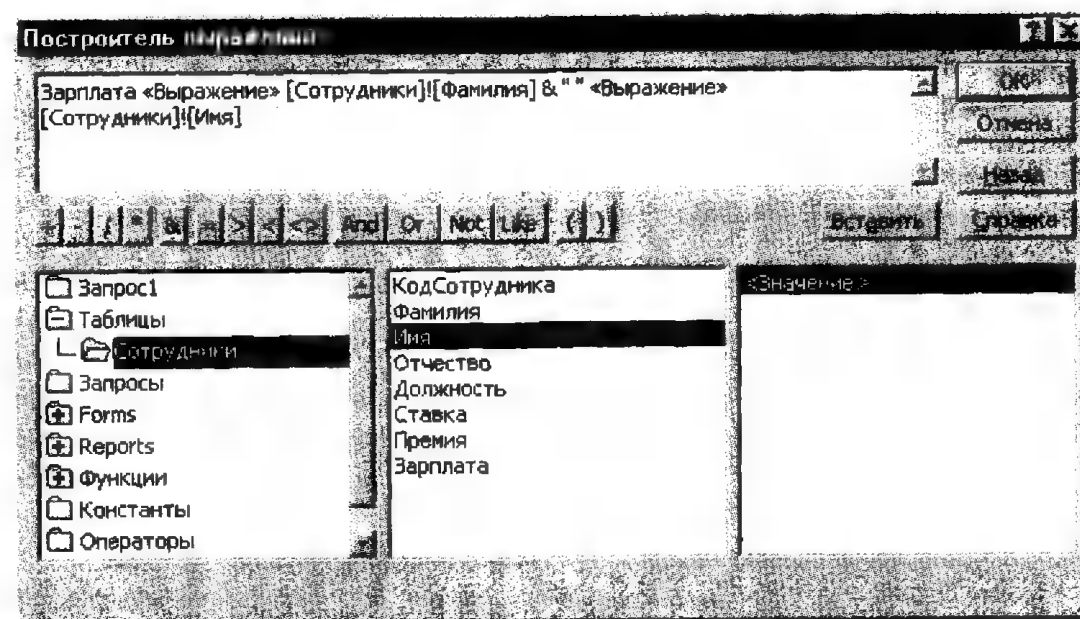 Построитель
Зарплата «Выражение» [Сотрудники]![Фамилия] & " " «Выражение»
[Сотрудники]![Имя]
OK
Отмена
Назад
+ - / * & = > < <> And Or Not Like ( )
Вставить
Справка
Запрос1
Таблицы
Сотрудники
Запросы
Forms
Reports
Функции
Константы
Операторы
КодСотрудника
Фамилия
Имя
Отчество
Должность
Ставка
Премия
Зарплата
<Значение>